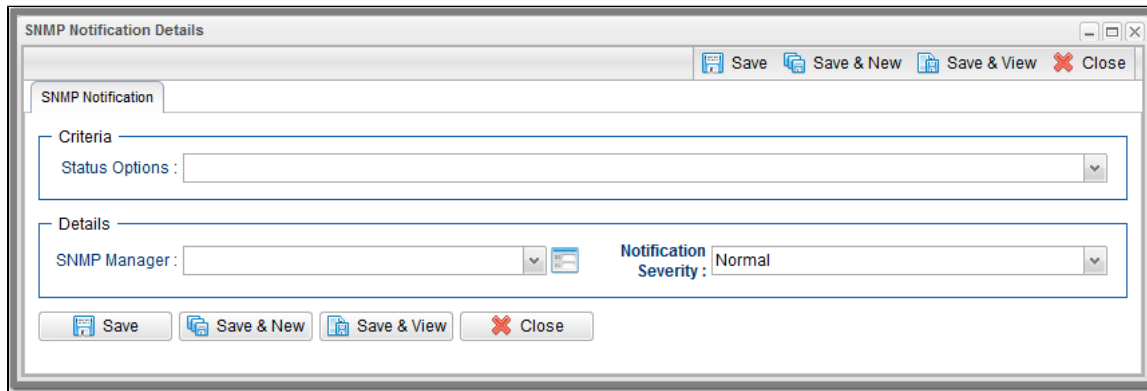 SNMP Notification Details
Save Save & New Save & View Close
SNMP Notification
Criteria
Status Options :
Details
SNMP Manager : Notification Severity : Normal
Save Save & New Save & View Close